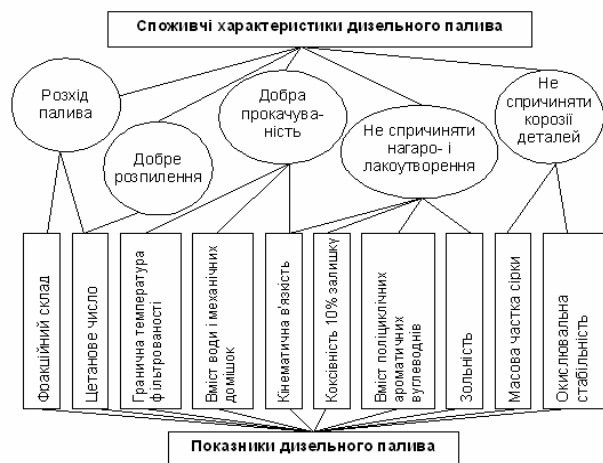 Споживчі характеристики дизельного палива
Розхід
палива
Добре
розпилення
Добра
прокачува-
ність
Не спричиняти
нагаро- і
лакоутворення
Не
спричиняти
корозії
деталей
Фракційний склад
Цетанове число
Гранична температура
фільтрованості
Вміст води і механічних
домішок
Кінематична в'язкість
Коксівність 10% залишку
Вміст поліциклічних
ароматичних
вуглеводнів
Зольність
Масова частка сірки
Окислювальна
стабільність
Показники дизельного палива